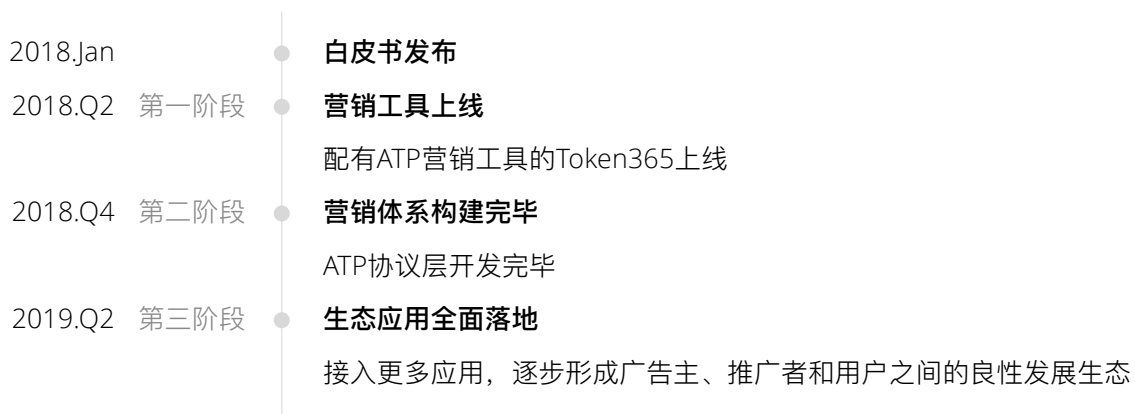 2018.Jan 白皮书发布
2018.Q2 第一阶段 营销工具上线
配有ATP营销工具的Token365上线
2018.Q4 第二阶段 营销体系构建完毕
ATP协议层开发完毕
2019.Q2 第三阶段 生态应用全面落地
接入更多应用，逐步形成广告主、推广者和用户之间的良性发展生态